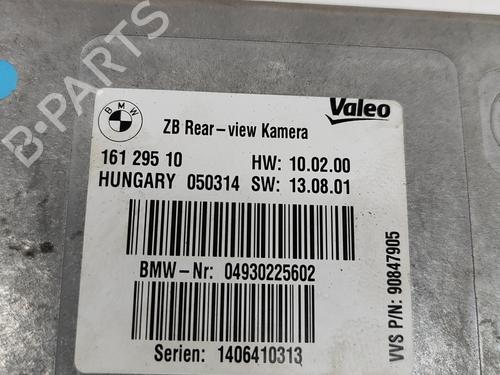 B-PARTS
BMW
Valeo
ZB Rear-view Kamera
161 295 10 HW: 10.02.00
HUNGARY 050314 SW: 13.08.01
BMW-Nr: 04930225602
Serien: 1406410313
VVS P/N: 90847905